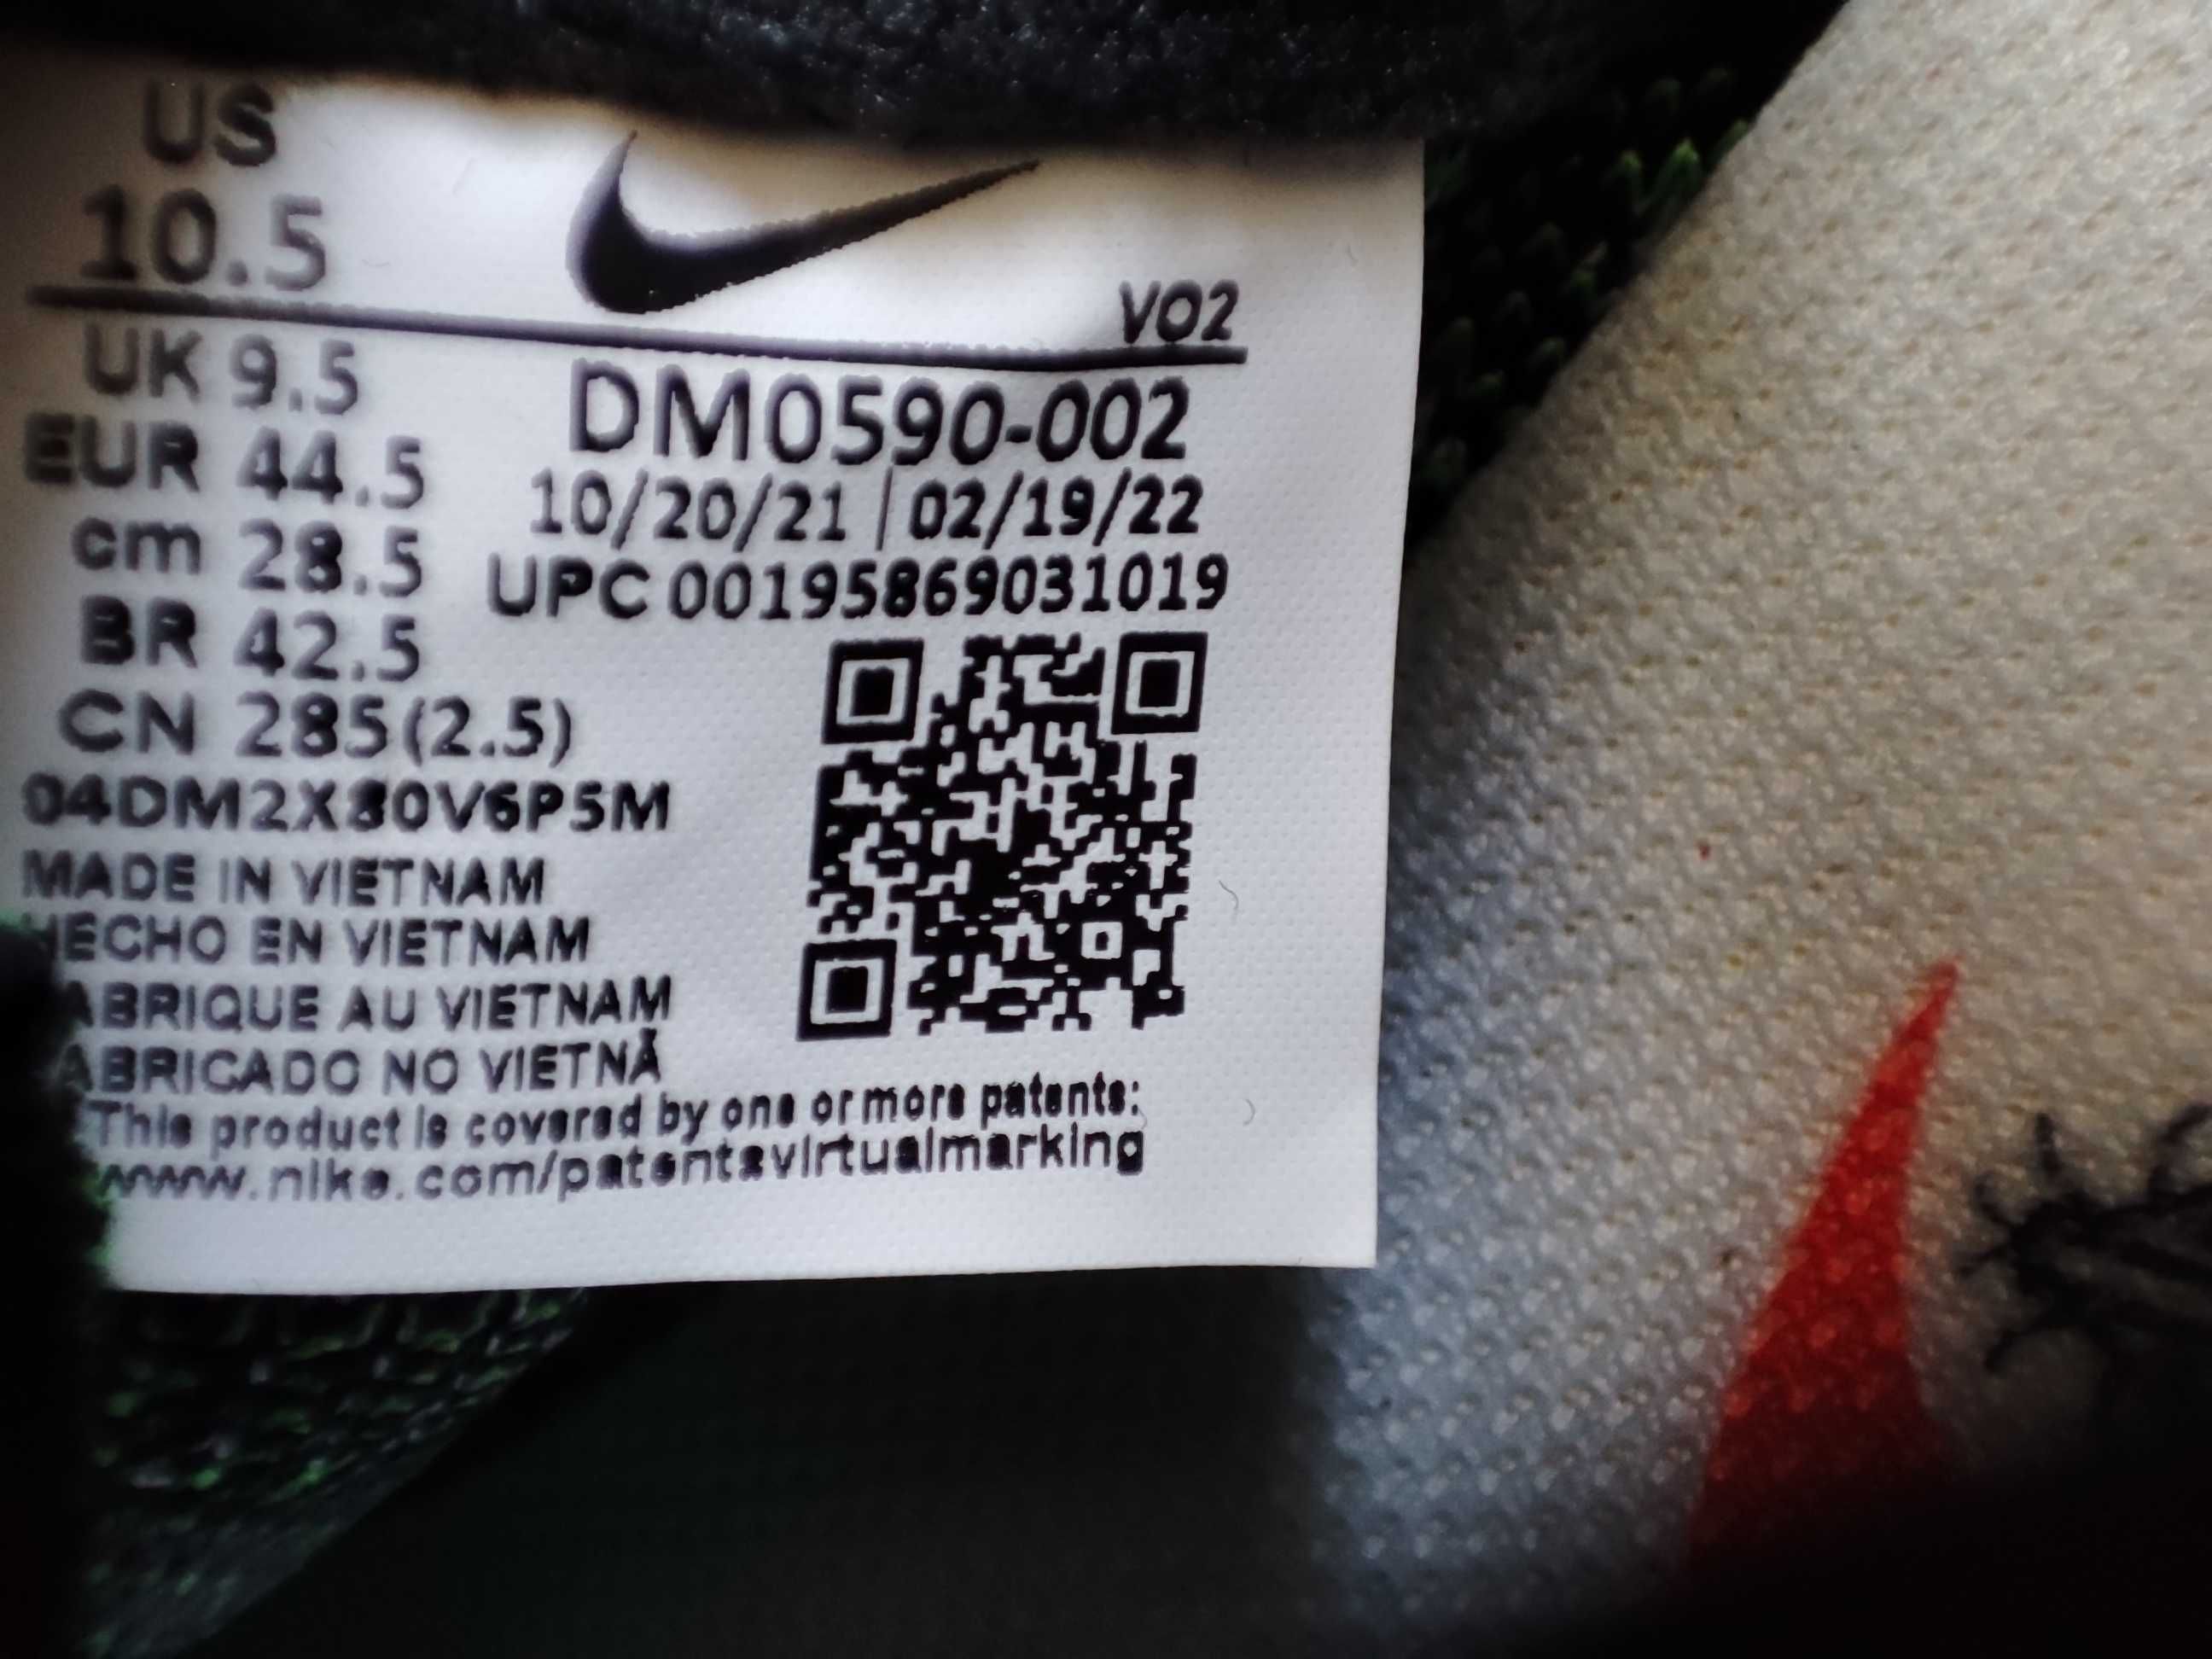 US
10.5
VO2
UK 9.5
EUR 44.5
cm 28.5
BR 42.5
CN 285(2.5)
DM0590-002
10/20/21 | 02/19/22
UPC 00195869031019
04DM2X80V6P5M
MADE IN VIETNAM
HECHO EN VIETNAM
ABRIQUE AU VIETNAM
ABRICADO NO VIETNÃ
This product is covered by one or more patents:
www.nike.com/patentsvirtualmarking